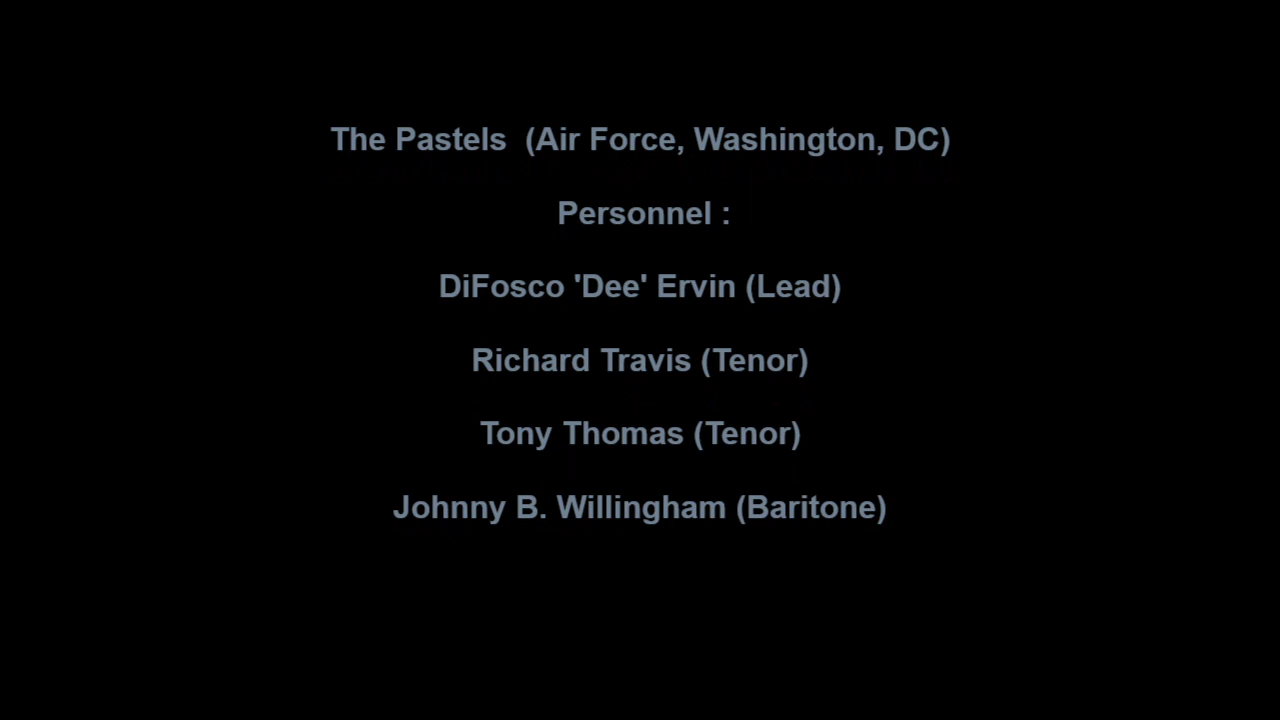 The Pastels  (Air Force, Washington, DC)
Personnel :
DiFosco 'Dee' Ervin (Lead)
Richard Travis (Tenor)
Tony Thomas (Tenor)
Johnny B. Willingham (Baritone)